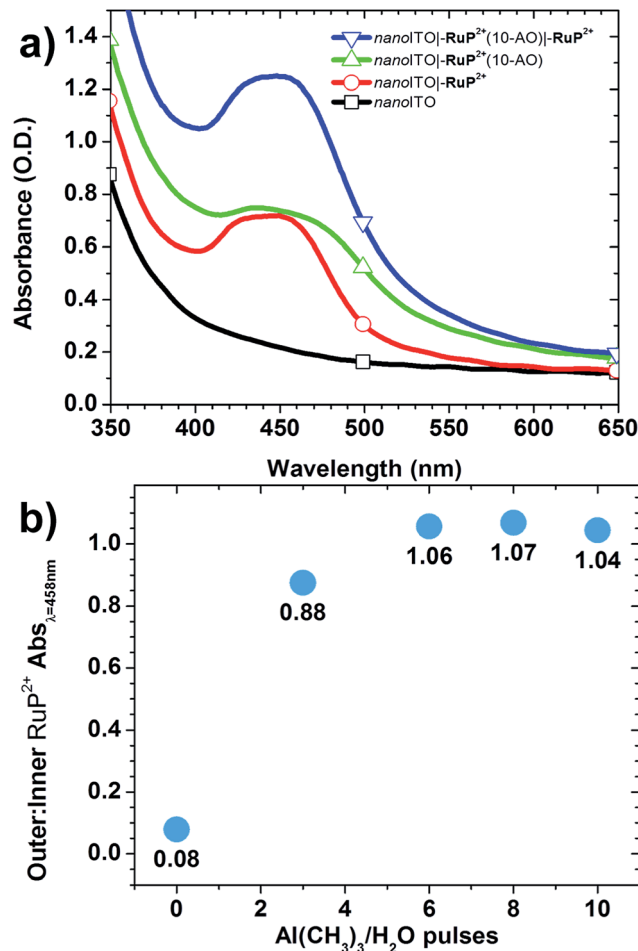 a)
nanoITO|-RuP²⁺(10-AO)|-RuP²⁺
nanoITO|-RuP²⁺(10-AO)
nanoITO|-RuP²⁺
nanoITO
Absorbance (O.D.)
1.4
1.2
1.0
0.8
0.6
0.4
0.2
0.0
350 400 450 500 550 600 650
Wavelength (nm)
b)
Outer:Inner RuP²⁺ Abs λ=458nm
1.0
0.8
0.6
0.4
0.2
0.0
0.08
0.88
1.06
1.07
1.04
0 2 4 6 8 10
Al(CH₃)₃/H₂O pulses